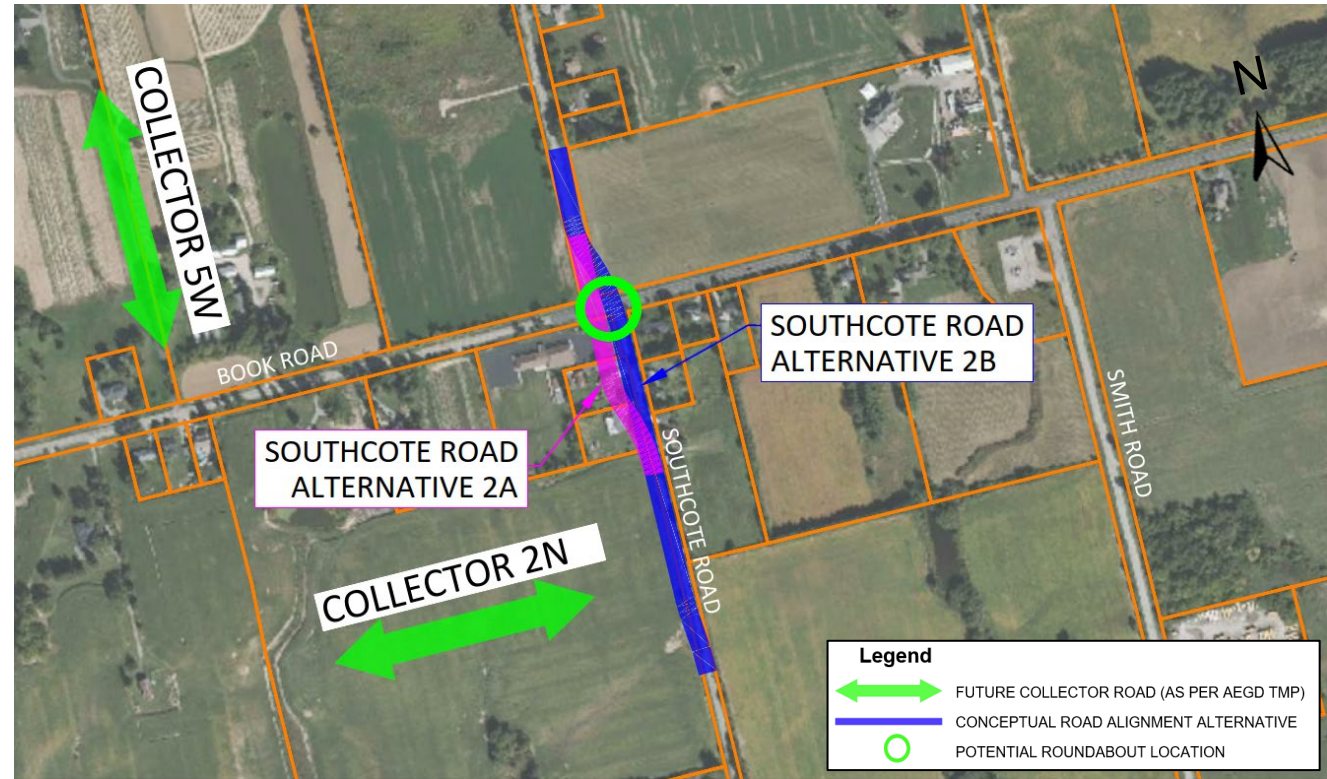 COLLECTOR 5W
N
BOOK ROAD
SOUTHCOTE ROAD
ALTERNATIVE 2B
SOUTHCOTE ROAD
ALTERNATIVE 2A
SOUTHCOTE ROAD
SMITH ROAD
COLLECTOR 2N
Legend
FUTURE COLLECTOR ROAD (AS PER AEGD TMP)
CONCEPTUAL ROAD ALIGNMENT ALTERNATIVE
POTENTIAL ROUNDABOUT LOCATION